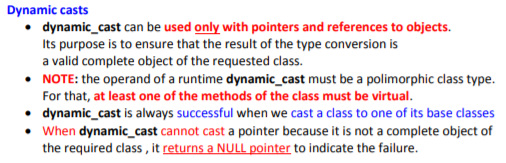 Dynamic casts
• dynamic_cast can be used only with pointers and references to objects.
Its purpose is to ensure that the result of the type conversion is
a valid complete object of the requested class.
• NOTE: the operand of a runtime dynamic_cast must be a polimorphic class type.
For that, at least one of the methods of the class must be virtual.
• dynamic_cast is always successful when we cast a class to one of its base classes
• When dynamic_cast cannot cast a pointer because it is not a complete object of
the required class , it returns a NULL pointer to indicate the failure.